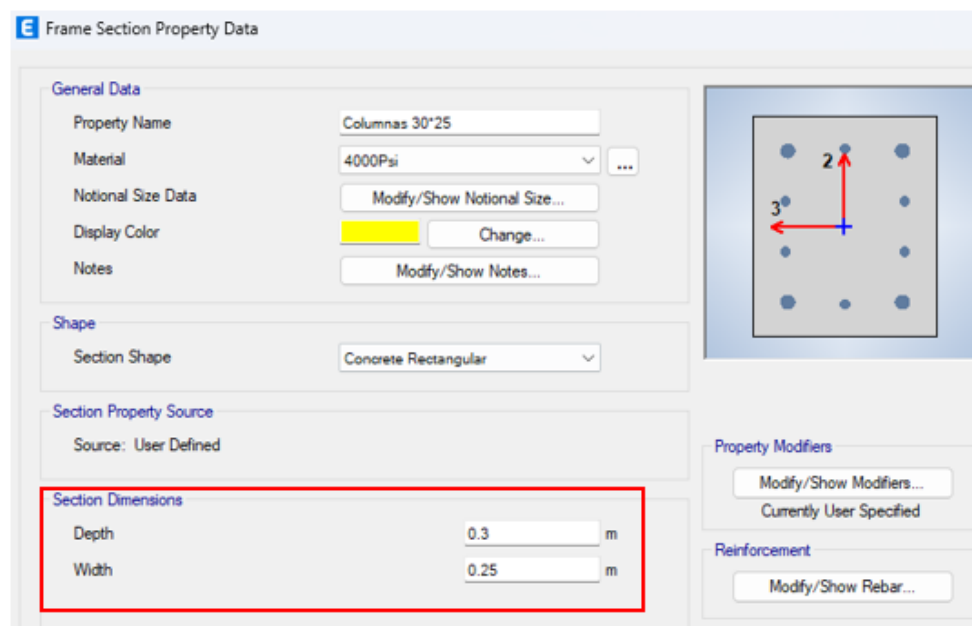 E Frame Section Property Data
General Data
Property Name Columnas 30*25
Material 4000Psi ...
Notional Size Data Modify/Show Notional Size...
Display Color Change...
Notes Modify/Show Notes...
Shape
Section Shape Concrete Rectangular
Section Property Source
Source: User Defined
Section Dimensions
Depth 0.3 m
Width 0.25 m
2
3
Property Modifiers
Modify/Show Modifiers...
Currently User Specified
Reinforcement
Modify/Show Rebar...